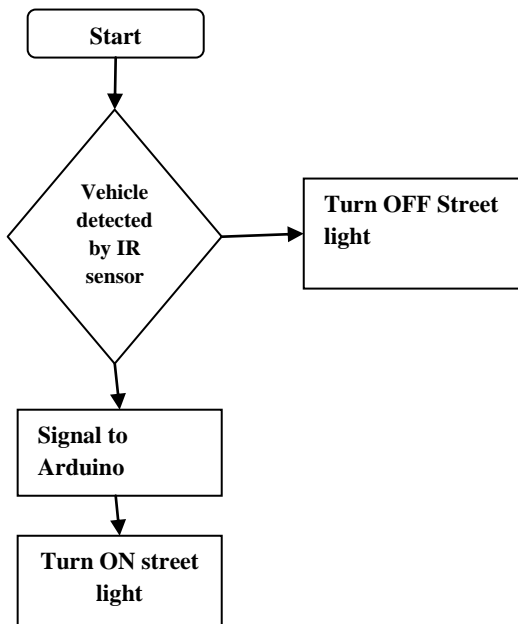 Start
Vehicle
detected
by IR
sensor
Turn OFF Street
light
Signal to
Arduino
Turn ON street
light